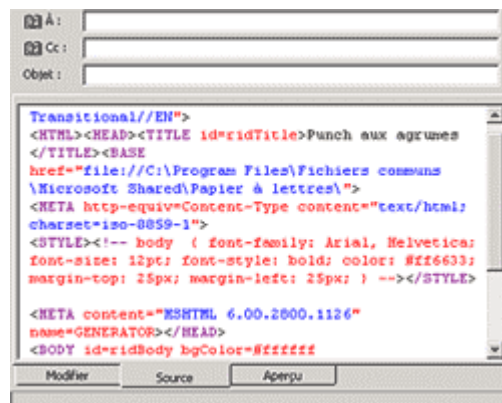 À :
Cc :
Objet :
Transitional//EN">
<HTML><HEAD><TITLE id=ridTitle>Punch aux agrumes
</TITLE><BASE
href="file://C:\Program Files\Fichiers communs
\Microsoft Shared\Papier à lettres\">
<META http-equiv=Content-Type content="text/html;
charset=iso-8859-1">
<STYLE><!-- body { font-family: Arial, Helvetica;
font-size: 12pt; font-style: bold; color: #ff6633;
margin-top: 25px; margin-left: 25px; } --></STYLE>
<META content="MSHTML 6.00.2800.1126"
name=GENERATOR></HEAD>
<BODY id=ridBody bgColor=#ffffff
Modifier Source Aperçu